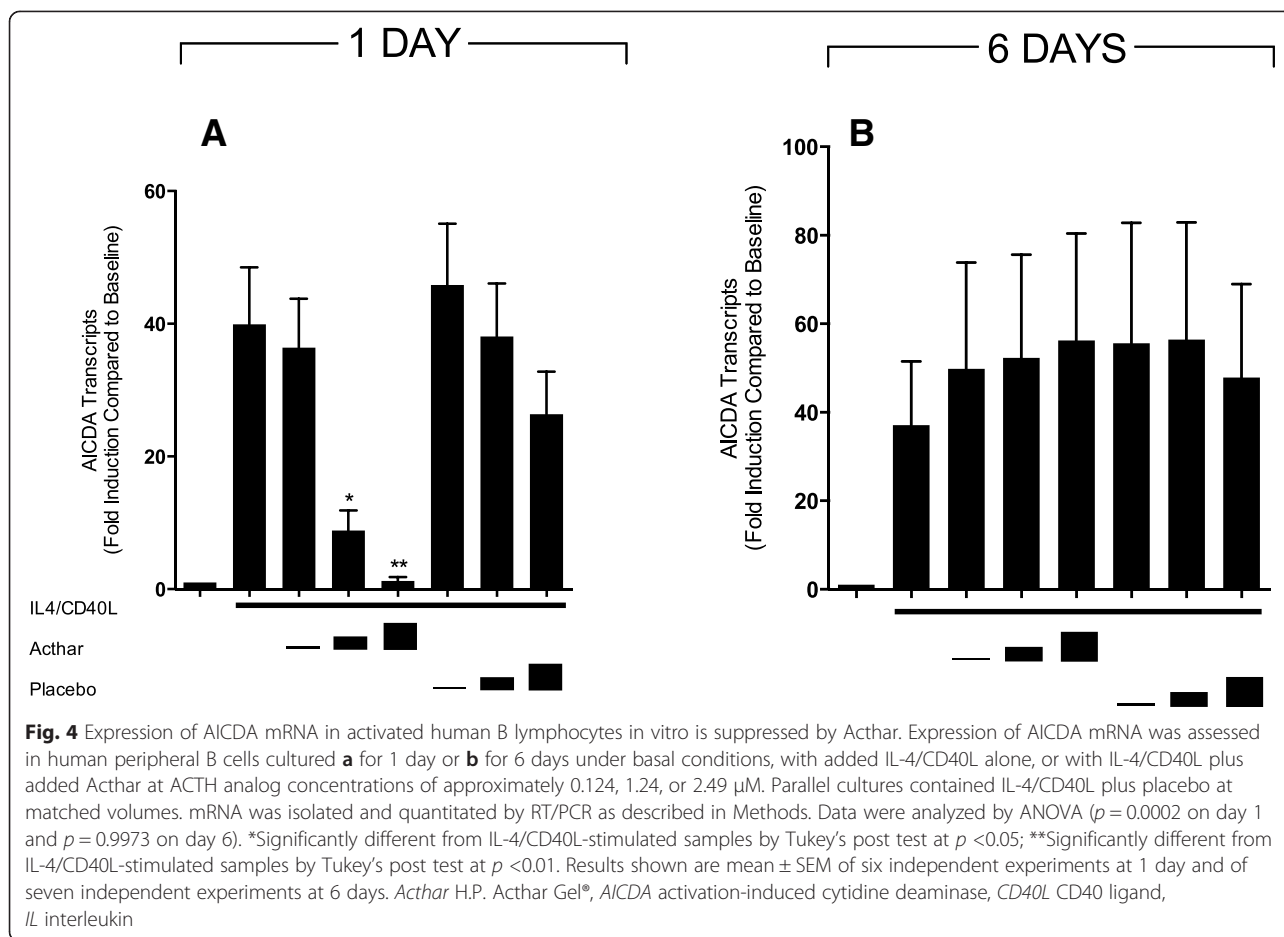 1 DAY
6 DAYS
A
AICDA Transcripts
(Fold Induction Compared to Baseline)
60
40
20
0
*
**
B
AICDA Transcripts
(Fold Induction Compared to Baseline)
100
80
60
40
20
0
IL4/CD40L
Acthar
Placebo
Fig. 4 Expression of AICDA mRNA in activated human B lymphocytes in vitro is suppressed by Acthar. Expression of AICDA mRNA was assessed
in human peripheral B cells cultured a for 1 day or b for 6 days under basal conditions, with added IL-4/CD40L alone, or with IL-4/CD40L plus
added Acthar at ACTH analog concentrations of approximately 0.124, 1.24, or 2.49 μM. Parallel cultures contained IL-4/CD40L plus placebo at
matched volumes. mRNA was isolated and quantitated by RT/PCR as described in Methods. Data were analyzed by ANOVA (p = 0.0002 on day 1
and p = 0.9973 on day 6). *Significantly different from IL-4/CD40L-stimulated samples by Tukey's post test at p <0.05; **Significantly different from
IL-4/CD40L-stimulated samples by Tukey's post test at p <0.01. Results shown are mean ± SEM of six independent experiments at 1 day and of
seven independent experiments at 6 days. Acthar H.P. Acthar Gel®, AICDA activation-induced cytidine deaminase, CD40L CD40 ligand,
IL interleukin